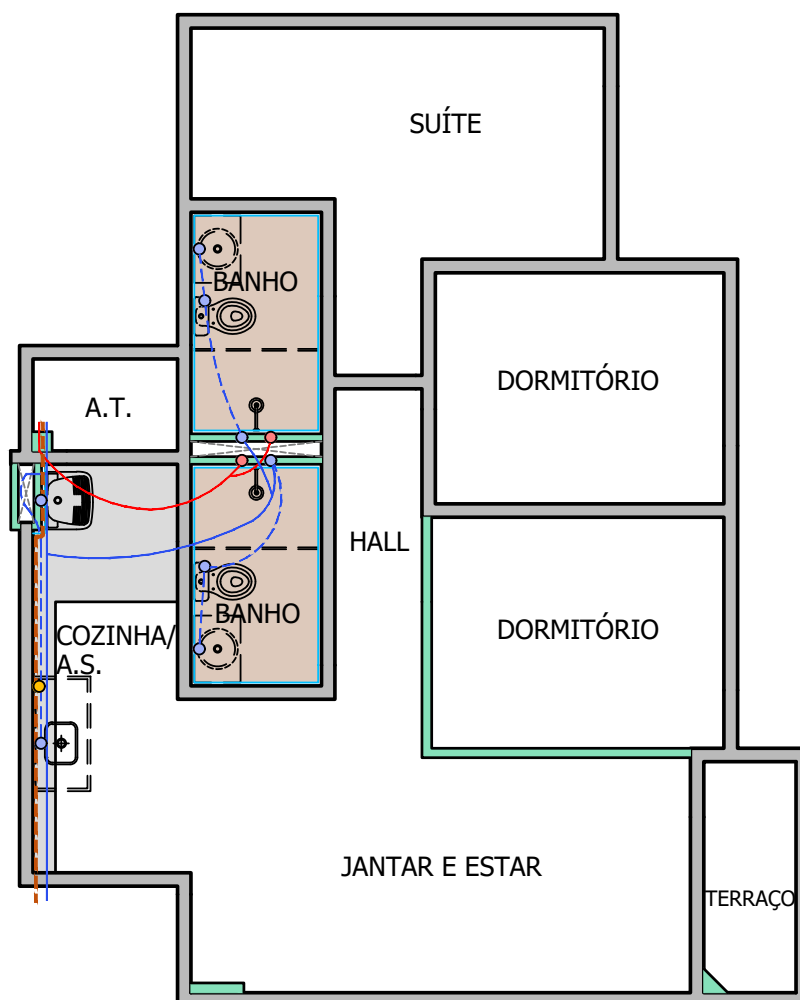 SUÍTE
BANHO
DORMITÓRIO
A.T.
HALL
BANHO
DORMITÓRIO
COZINHA/
A.S.
JANTAR E ESTAR
TERRAÇO